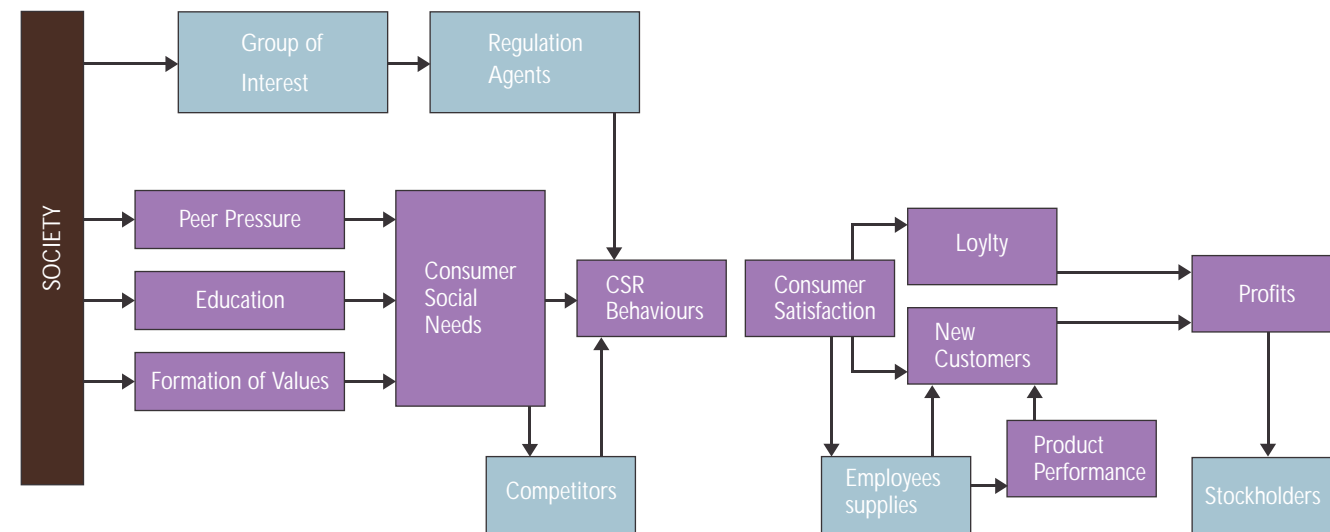 SOCIETY
Group of
Interest
Regulation
Agents
Peer Pressure
Education
Formation of Values
Consumer
Social
Needs
CSR
Behaviours
Competitors
Consumer
Satisfaction
Loylty
New
Customers
Profits
Employees
supplies
Product
Performance
Stockholders